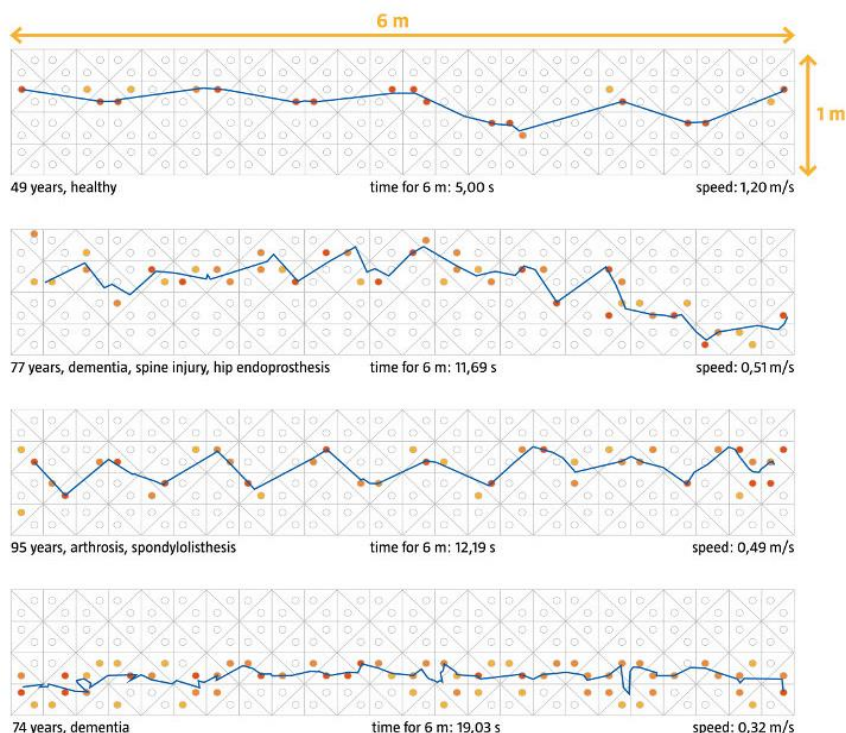 6 m
1 m
49 years, healthy time for 6 m: 5,00 s speed: 1,20 m/s
77 years, dementia, spine injury, hip endoprosthesis time for 6 m: 11,69 s speed: 0,51 m/s
95 years, arthrosis, spondylolisthesis time for 6 m: 12,19 s speed: 0,49 m/s
74 years, dementia time for 6 m: 19,03 s speed: 0,32 m/s